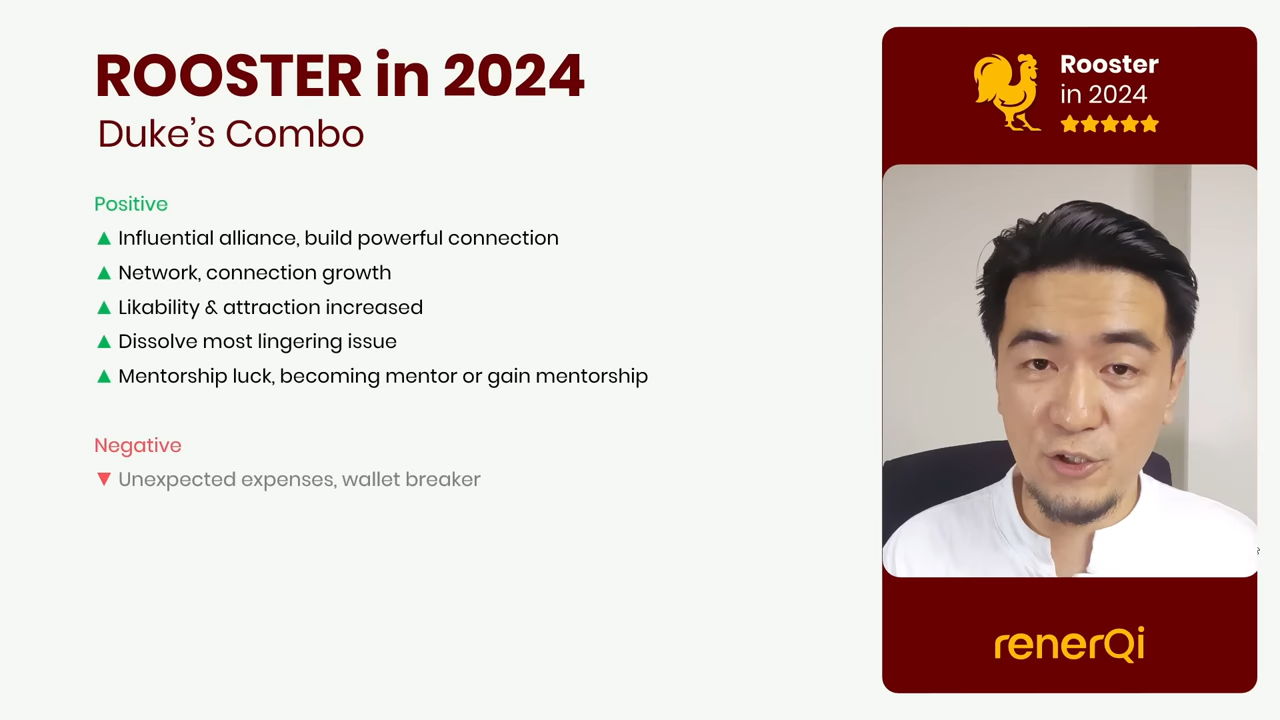 ROOSTER in 2024
Duke’s Combo
Positive
▲ Influential alliance, build powerful connection
▲ Network, connection growth
▲ Likability & attraction increased
▲ Dissolve most lingering issue
▲ Mentorship luck, becoming mentor or gain mentorship
Negative
▼ Unexpected expenses, wallet breaker
Rooster
in 2024
renerQi